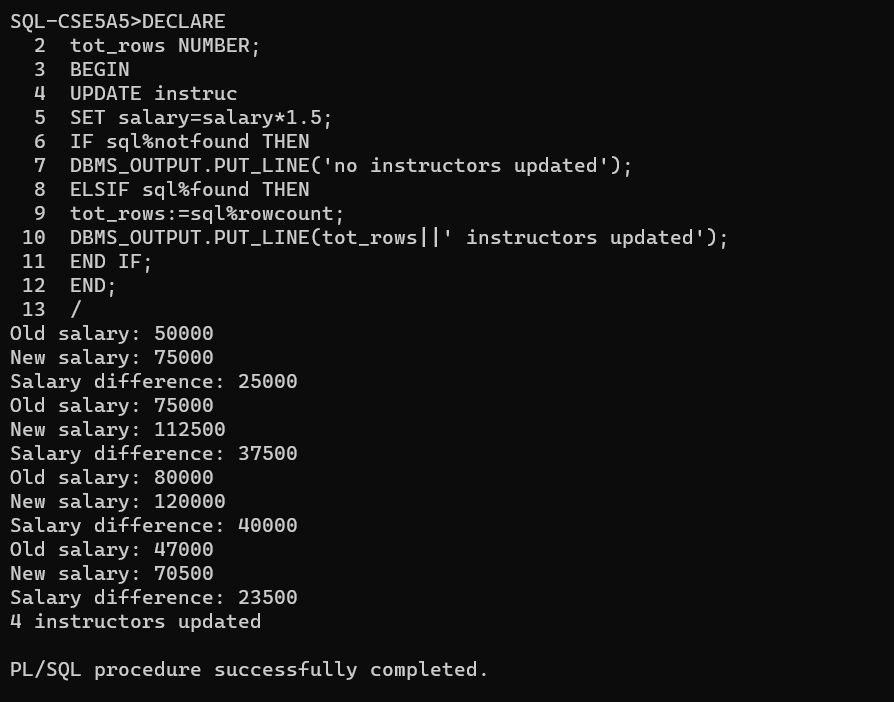 SQL-CSE5A5>DECLARE
  2  tot_rows NUMBER;
  3  BEGIN
  4  UPDATE instruc
  5  SET salary=salary*1.5;
  6  IF sql%notfound THEN
  7  DBMS_OUTPUT.PUT_LINE('no instructors updated');
  8  ELSIF sql%found THEN
  9  tot_rows:=sql%rowcount;
 10  DBMS_OUTPUT.PUT_LINE(tot_rows||' instructors updated');
 11  END IF;
 12  END;
 13  /
Old salary: 50000
New salary: 75000
Salary difference: 25000
Old salary: 75000
New salary: 112500
Salary difference: 37500
Old salary: 80000
New salary: 120000
Salary difference: 40000
Old salary: 47000
New salary: 70500
Salary difference: 23500
4 instructors updated

PL/SQL procedure successfully completed.